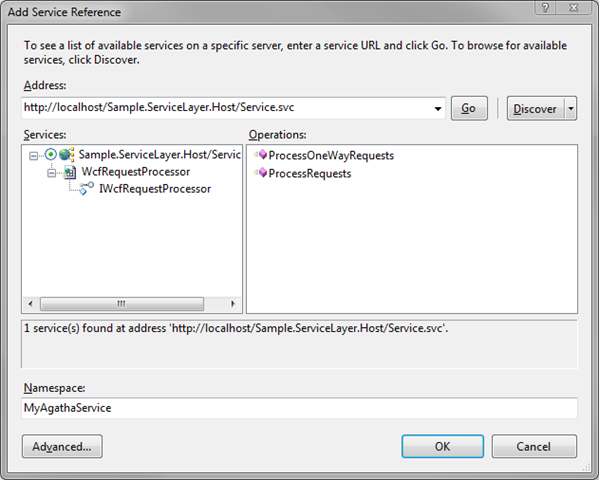 Add Service Reference
To see a list of available services on a specific server, enter a service URL and click Go. To browse for available
services, click Discover.
Address:
http://localhost/Sample.ServiceLayer.Host/Service.svc
Go
Discover
Services:
Operations:
Sample.ServiceLayer.Host/Servic
ProcessOneWayRequests
WcfRequestProcessor
ProcessRequests
IWcfRequestProcessor
1 service(s) found at address 'http://localhost/Sample.ServiceLayer.Host/Service.svc'.
Namespace:
MyAgathaService
Advanced...
OK
Cancel